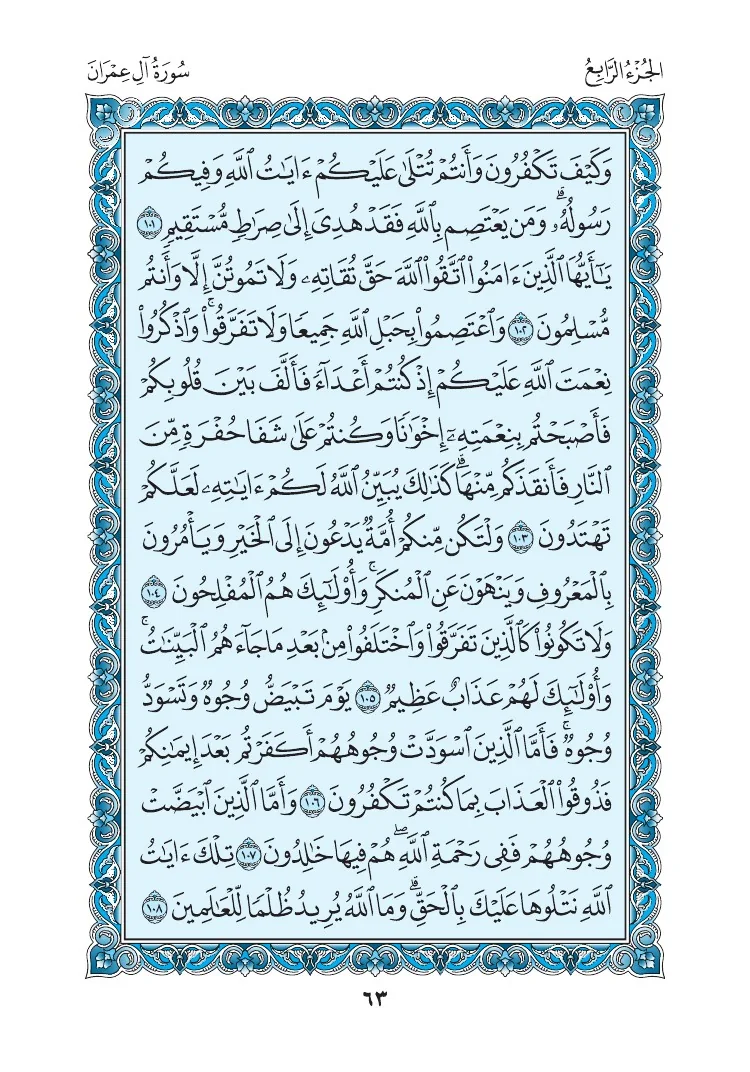 الجُزْءُ الرَّابِعُ
سُورَةُ آلِ عِمْرَانَ
وَكَيْفَ تَكْفُرُونَ وَأَنتُمْ تُتْلَىٰ عَلَيْكُمْ ءَايَٰتُ ٱللَّهِ وَفِيكُمْ
رَسُولُهُۥۗ وَمَن يَعْتَصِم بِٱللَّهِ فَقَدْ هُدِىَ إِلَىٰ صِرَٰطٍ مُّسْتَقِيمٍ ١٠١
يَٰٓأَيُّهَا ٱلَّذِينَ ءَامَنُوا۟ ٱتَّقُوا۟ ٱللَّهَ حَقَّ تُقَاتِهِۦ وَلَا تَمُوتُنَّ إِلَّا وَأَنتُم
مُّسْلِمُونَ ١٠٢ وَٱعْتَصِمُوا۟ بِحَبْلِ ٱللَّهِ جَمِيعًا وَلَا تَفَرَّقُوا۟ۚ وَٱذْكُرُوا۟
نِعْمَتَ ٱللَّهِ عَلَيْكُمْ إِذْ كُنتُمْ أَعْدَآءً فَأَلَّفَ بَيْنَ قُلُوبِكُمْ
فَأَصْبَحْتُم بِنِعْمَتِهِۦٓ إِخْوَٰنًا وَكُنتُمْ عَلَىٰ شَفَا حُفْرَةٍ مِّنَ
ٱلنَّارِ فَأَنقَذَكُم مِّنْهَاۗ كَذَٰلِكَ يُبَيِّنُ ٱللَّهُ لَكُمْ ءَايَٰتِهِۦ لَعَلَّكُمْ
تَهْتَدُونَ ١٠٣ وَلْتَكُن مِّنكُمْ أُمَّةٌ يَدْعُونَ إِلَى ٱلْخَيْرِ وَيَأْمُرُونَ
بِٱلْمَعْرُوفِ وَيَنْهَوْنَ عَنِ ٱلْمُنكَرِۚ وَأُو۟لَٰٓئِكَ هُمُ ٱلْمُفْلِحُونَ ١٠٤
وَلَا تَكُونُوا۟ كَٱلَّذِينَ تَفَرَّقُوا۟ وَٱخْتَلَفُوا۟ مِنۢ بَعْدِ مَا جَآءَهُمُ ٱلْبَيِّنَٰتُۚ
وَأُو۟لَٰٓئِكَ لَهُمْ عَذَابٌ عَظِيمٌ ١٠٥ يَوْمَ تَبْيَضُّ وُجُوهٌ وَتَسْوَدُّ
وُجُوهٌۚ فَأَمَّا ٱلَّذِينَ ٱسْوَدَّتْ وُجُوهُهُمْ أَكَفَرْتُم بَعْدَ إِيمَٰنِكُمْ
فَذُوقُوا۟ ٱلْعَذَابَ بِمَا كُنتُمْ تَكْفُرُونَ ١٠٦ وَأَمَّا ٱلَّذِينَ ٱبْيَضَّتْ
وُجُوهُهُمْ فَفِى رَحْمَةِ ٱللَّهِۖ هُمْ فِيهَا خَٰلِدُونَ ١٠٧ تِلْكَ ءَايَٰتُ
ٱللَّهِ نَتْلُوهَا عَلَيْكَ بِٱلْحَقِّۗ وَمَا ٱللَّهُ يُرِيدُ ظُلْمًا لِّلْعَٰلَمِينَ ١٠٨
٦٣